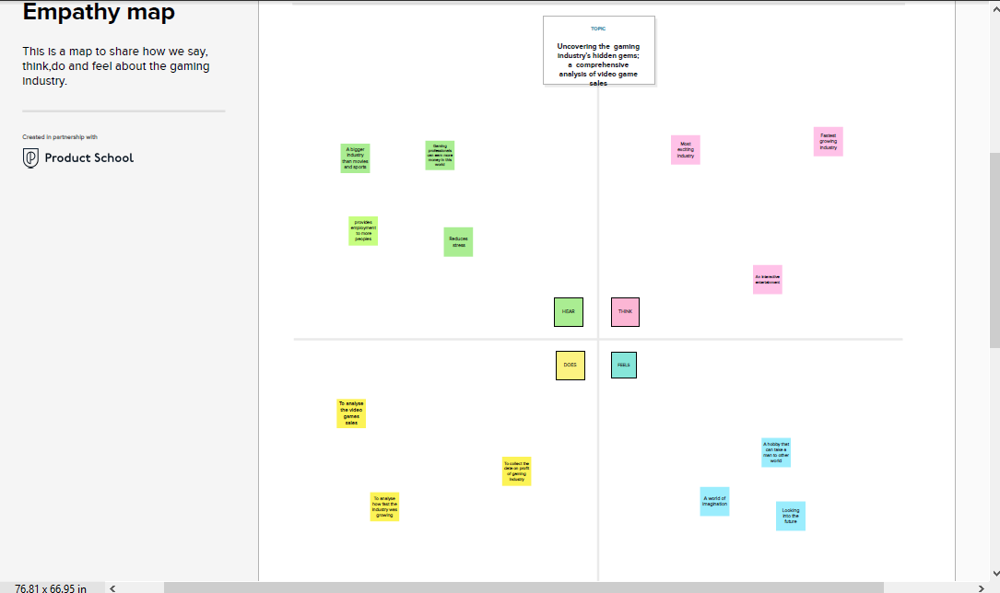 Empathy map
This is a map to share how we say,
think,do and feel about the gaming
industry.
Created in partnership with
Product School
TOPIC
Uncovering the gaming
industry's hidden gems;
a comprehensive
analysis of video game
sales
A bigger
industry
than movies
and sports
Gaming
professionals
can earn more
money in this
world
provides
employment
to more
peoples
Reduces
stress
HEAR
Most
exciting
industry
Fastest
growing
industry
An interactive
entertainment
THINK
DOES
To analyse
the video
games
sales
To collect the
data on profit
of gaming
industry
To analyse
how fast the
industry was
growing
FEELS
A hobby that
can take a
man to other
world
A world of
imagination
Looking
into the
future
76.81 x 66.95 in